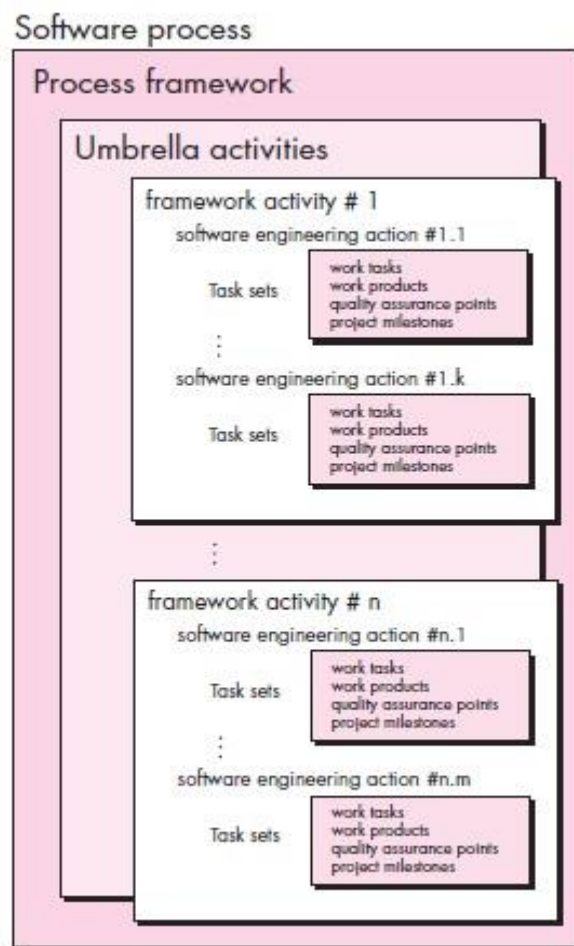 Software process
Process framework
Umbrella activities
framework activity # 1
software engineering action #1.1
Task sets
work tasks
work products
quality assurance points
project milestones
software engineering action #1.k
Task sets
work tasks
work products
quality assurance points
project milestones
framework activity # n
software engineering action #n.1
Task sets
work tasks
work products
quality assurance points
project milestones
software engineering action #n.m
Task sets
work tasks
work products
quality assurance points
project milestones